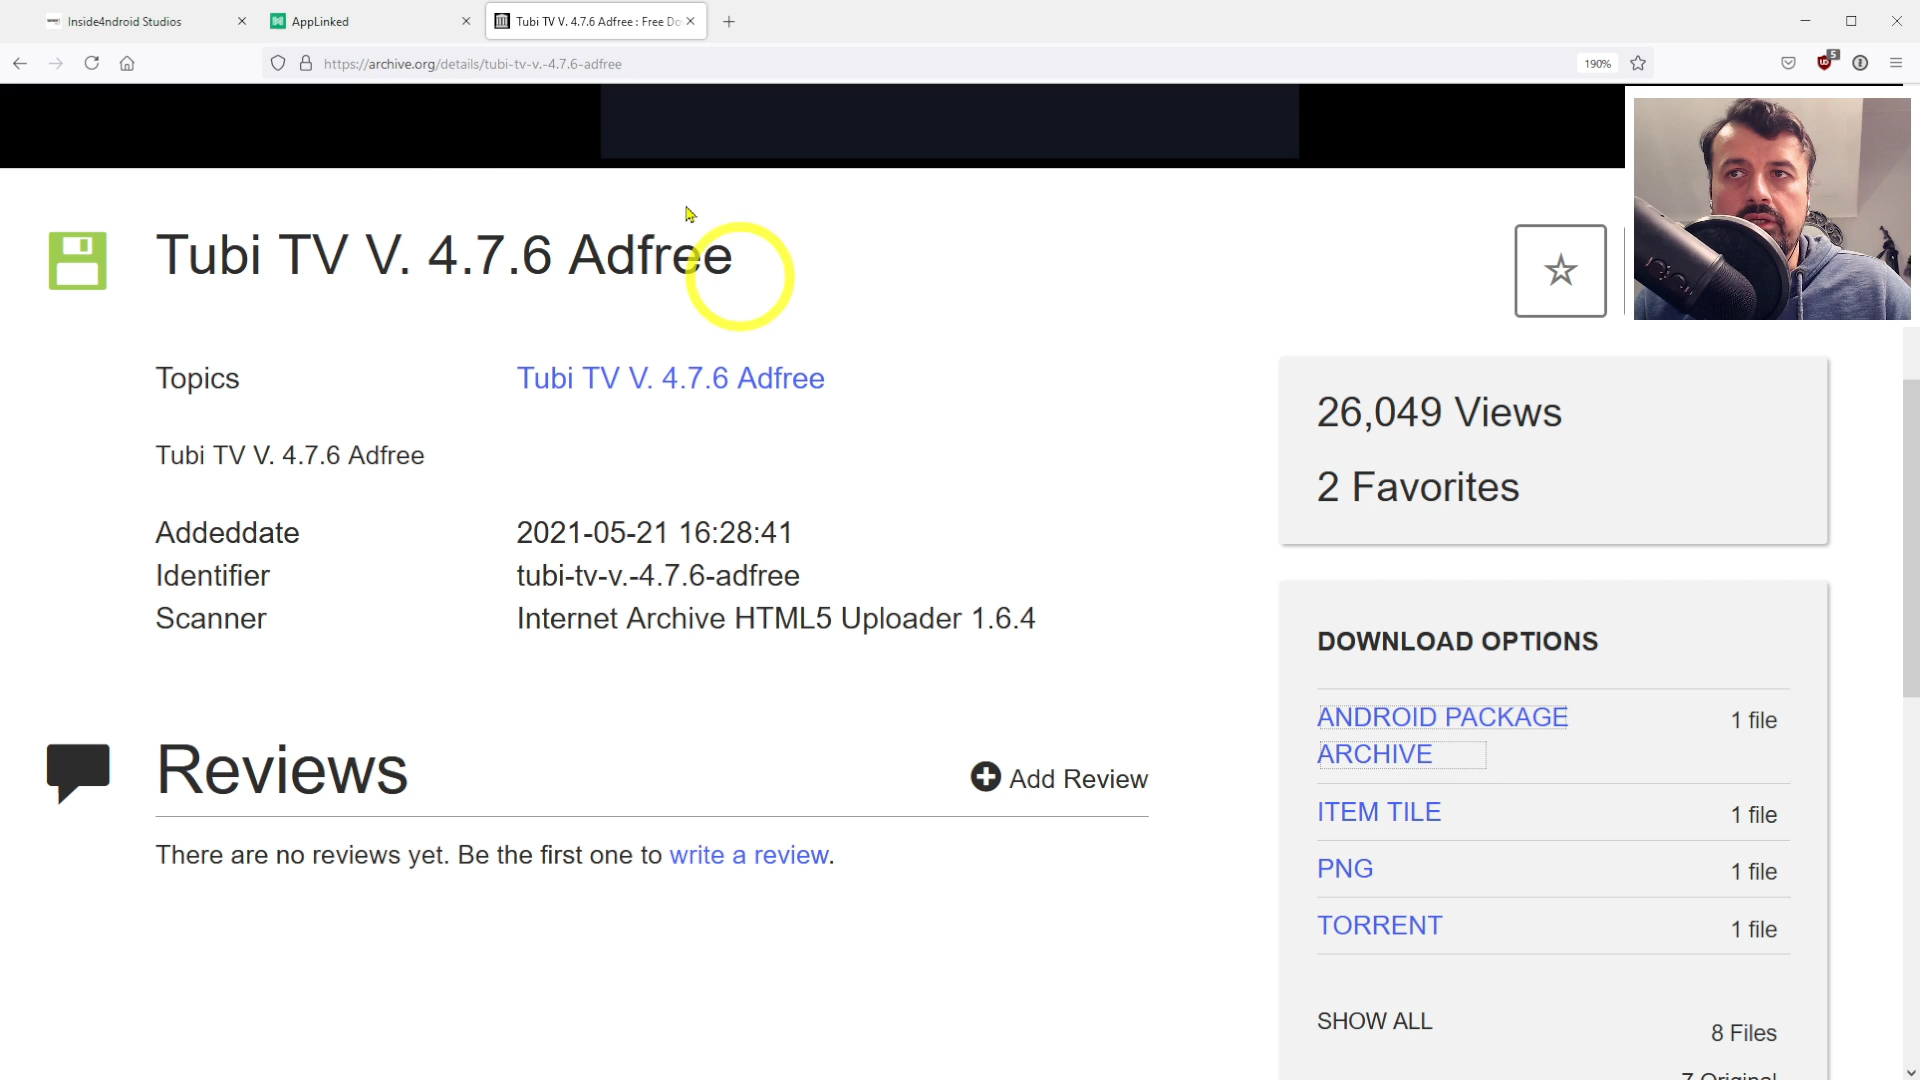 Inside4ndroid Studios
AppLinked
Tubi TV V. 4.7.6 Adfree : Free Do
https://archive.org/details/tubi-tv-v.-4.7.6-adfree
190%
5
Tubi TV V. 4.7.6 Adfree
Topics
Tubi TV V. 4.7.6 Adfree
Tubi TV V. 4.7.6 Adfree
Addeddate
2021-05-21 16:28:41
Identifier
tubi-tv-v.-4.7.6-adfree
Scanner
Internet Archive HTML5 Uploader 1.6.4
Reviews
Add Review
There are no reviews yet. Be the first one to write a review.
26,049 Views
2 Favorites
DOWNLOAD OPTIONS
ANDROID PACKAGE
ARCHIVE
1 file
ITEM TILE
1 file
PNG
1 file
TORRENT
1 file
SHOW ALL
8 Files
7 Original